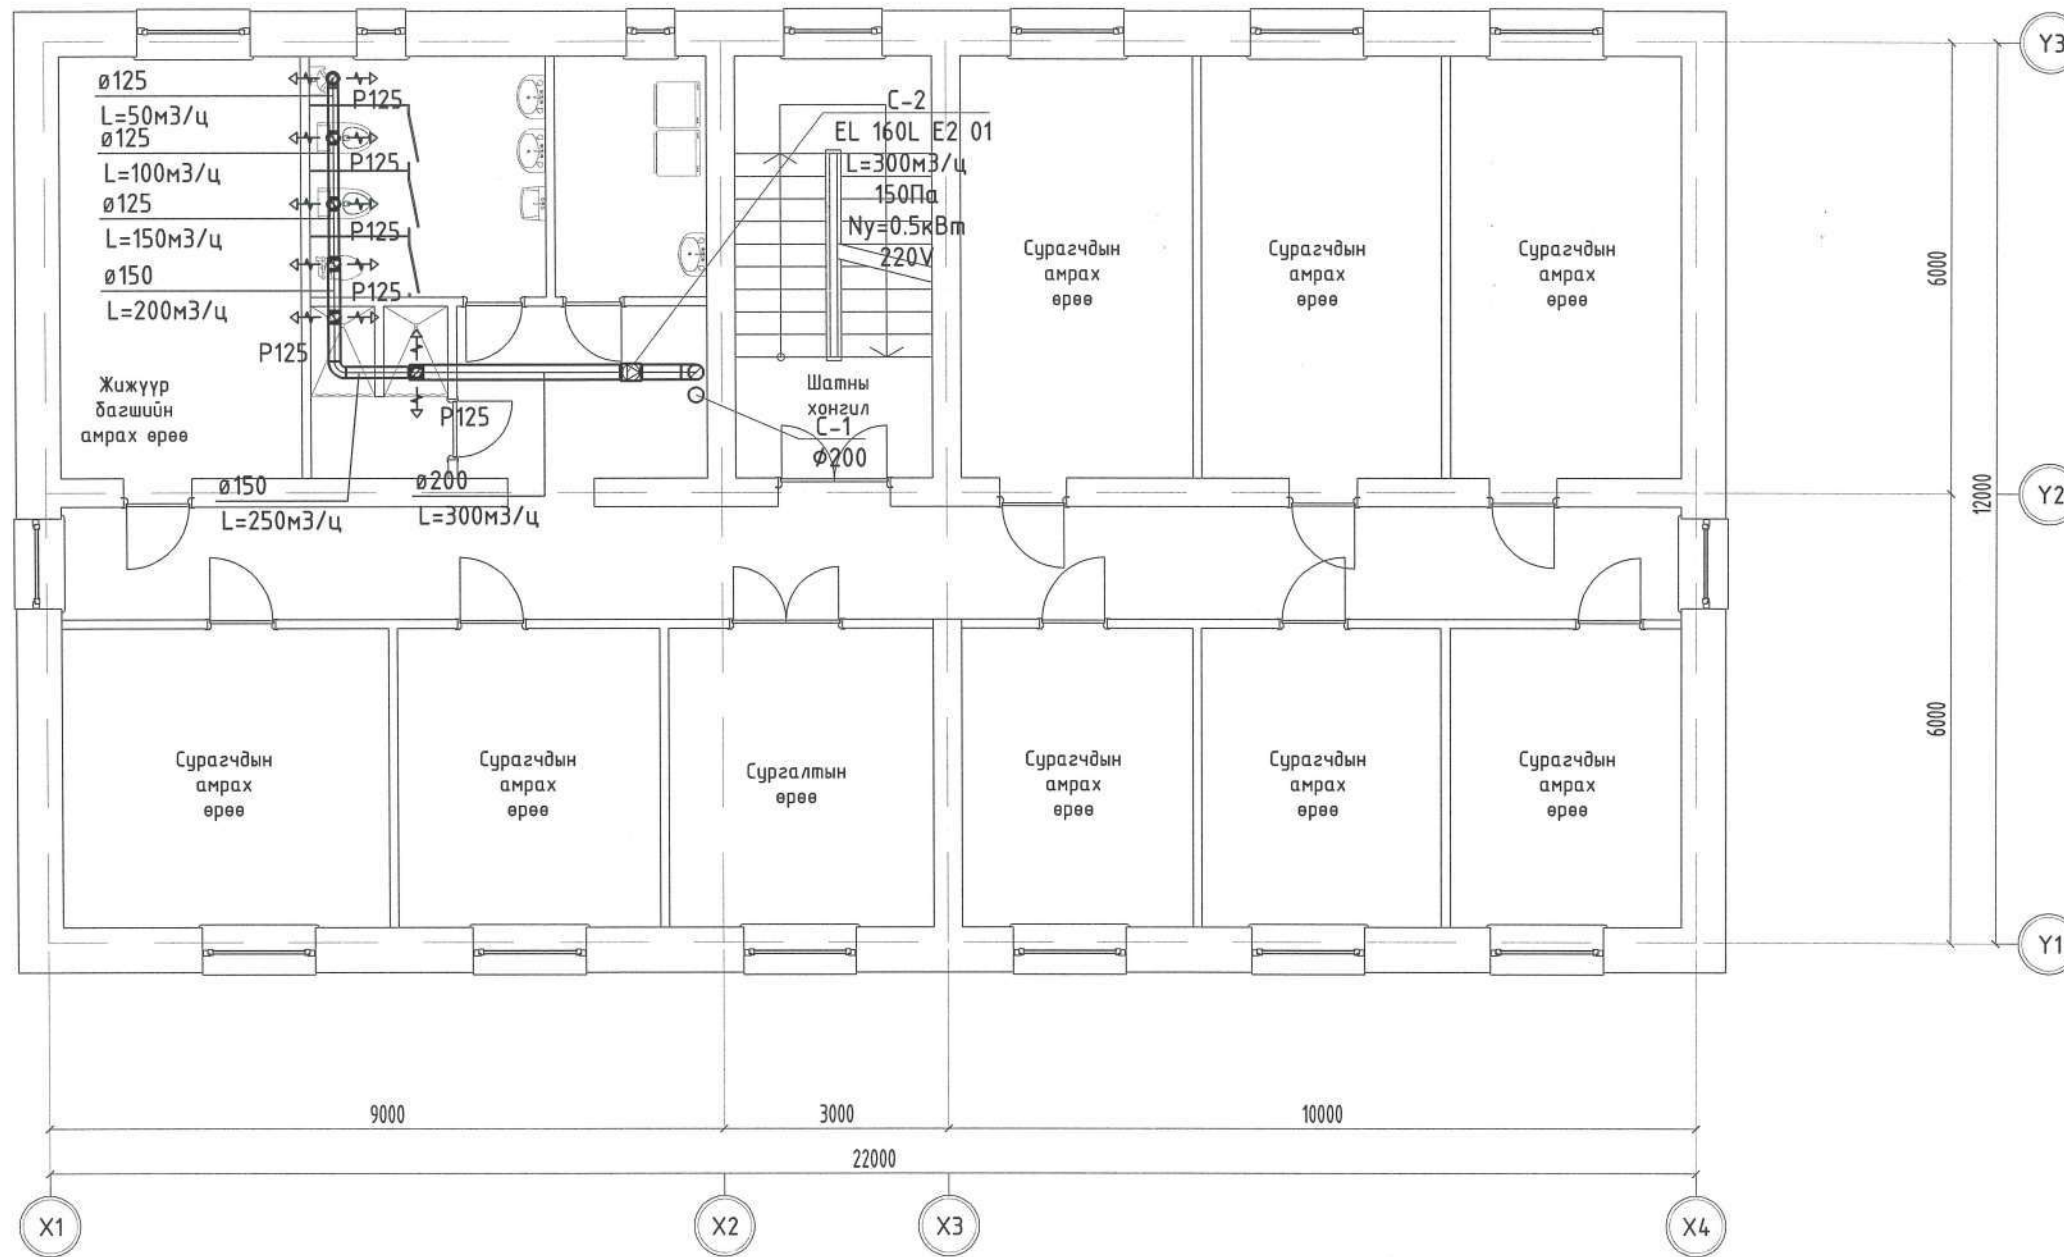 Y3
ø125
L=50м3/ц
ø125
L=100м3/ц
ø125
L=150м3/ц
ø150
L=200м3/ц
P125
P125
P125
P125
P125
P125
C-2
EL 160L E2 01
L=300м3/ц
150Па
Ny=0.5кВт
220V
Сурагчдын
амрах
өрөө
Сурагчдын
амрах
өрөө
Сурагчдын
амрах
өрөө
6000
Жижүүр
багшийн
амрах өрөө
Шатны
хонгил
C-1
ø200
ø150
L=250м3/ц
ø200
L=300м3/ц
12000
Y2
6000
Сурагчдын
амрах
өрөө
Сурагчдын
амрах
өрөө
Сургалтын
өрөө
Сурагчдын
амрах
өрөө
Сурагчдын
амрах
өрөө
Сурагчдын
амрах
өрөө
Y1
9000
3000
10000
22000
X1
X2
X3
X4